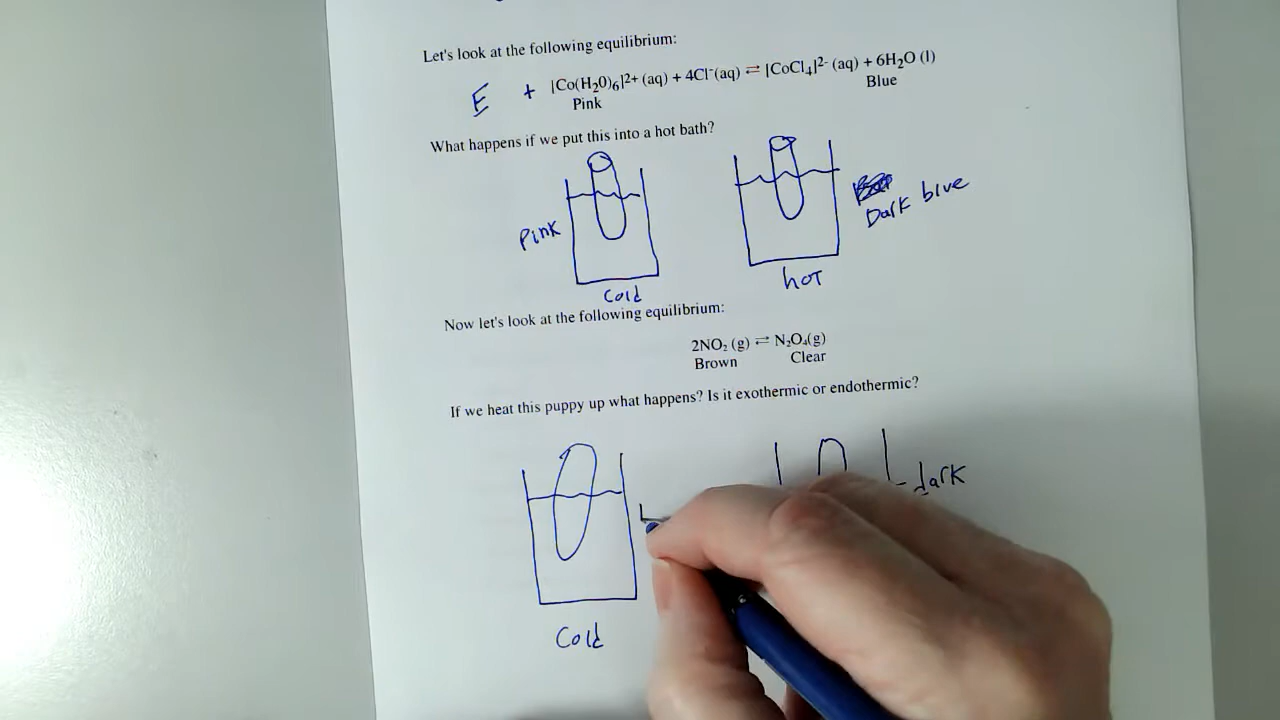 Let's look at the following equilibrium:
E + [Co(H20)6]2+ (aq) + 4Cl-(aq) ⇌ [CoCl4]2- (aq) + 6H2O (l)
Pink Blue
What happens if we put this into a hot bath?
Pink
Dark blue
Cold
hot
Now let's look at the following equilibrium:
2NO₂ (g) ⇌ N₂O₄(g)
Brown Clear
If we heat this puppy up what happens? Is it exothermic or endothermic?
dark
Cold